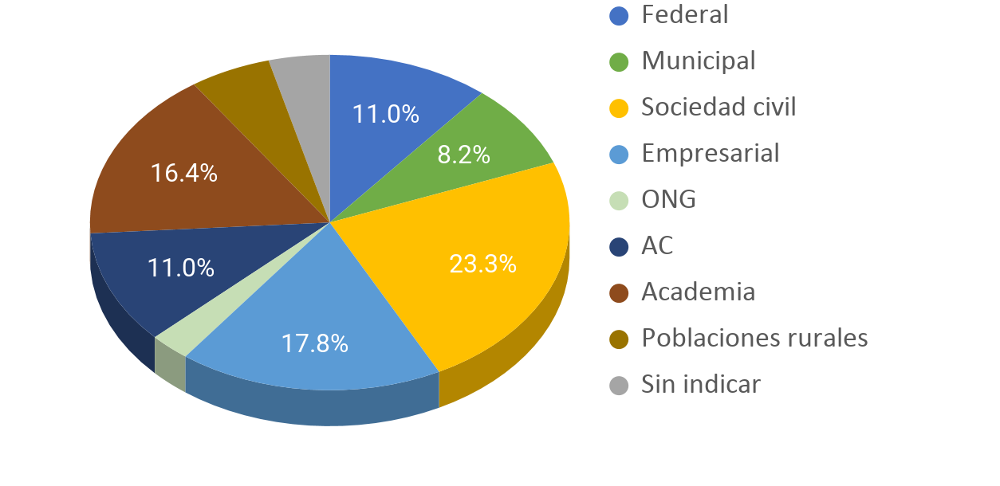 11.0%
8.2%
16.4%
23.3%
11.0%
17.8%
Federal
Municipal
Sociedad civil
Empresarial
ONG
AC
Academia
Poblaciones rurales
Sin indicar